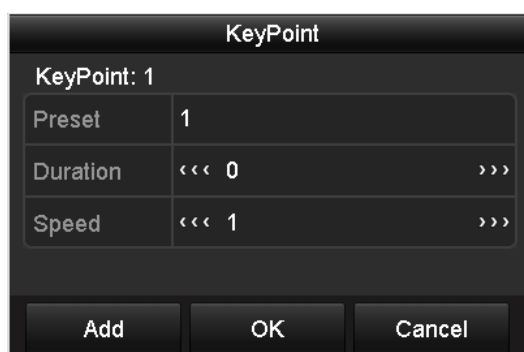 KeyPoint
KeyPoint: 1
Preset 1
Duration ‹‹‹ 0 ›››
Speed ‹‹‹ 1 ›››
Add OK Cancel